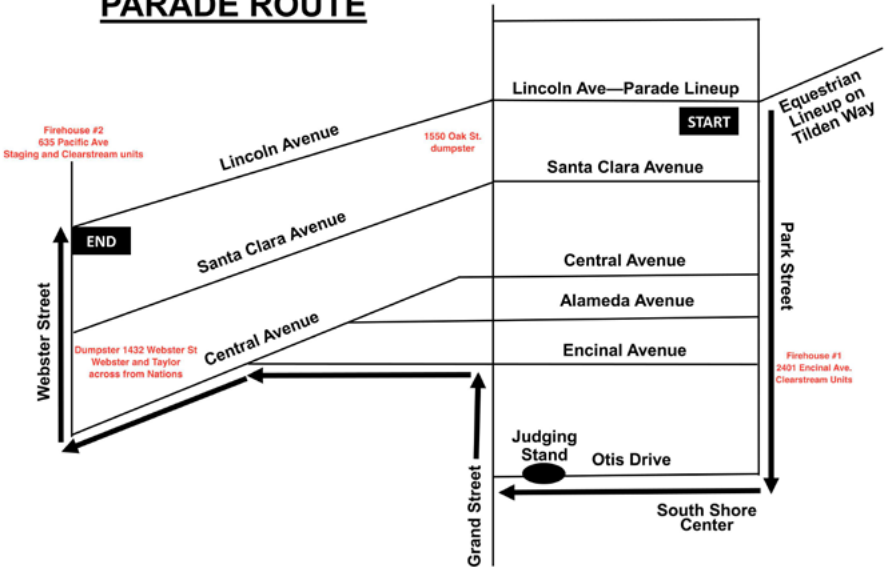 PARADE ROUTE
Lincoln Ave—Parade Lineup
START
Equestrian
Lineup on
Tilden Way
Firehouse #2
635 Pacific Ave
Staging and Clearstream units
Lincoln Avenue
1550 Oak St.
dumpster
Santa Clara Avenue
END
Santa Clara Avenue
Park Street
Central Avenue
Alameda Avenue
Webster Street
Dumpster 1432 Webster St
Webster and Taylor
across from Nations
Central Avenue
Encinal Avenue
Firehouse #1
2401 Encinal Ave.
Clearstream Units
Judging
Stand
Otis Drive
Grand Street
South Shore
Center